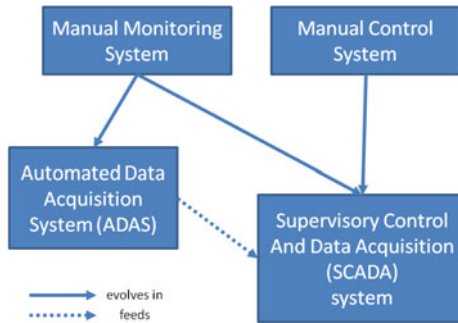 Manual Monitoring
System
Manual Control
System
Automated Data
Acquisition
System (ADAS)
Supervisory Control
And Data Acquisition
(SCADA)
system
evolves in
feeds